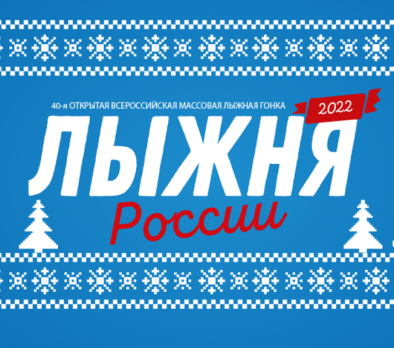 40-я ОТКРЫТАЯ ВСЕРОССИЙСКАЯ МАССОВАЯ ЛЫЖНАЯ ГОНКА
2022
ЛЫЖНЯ
России